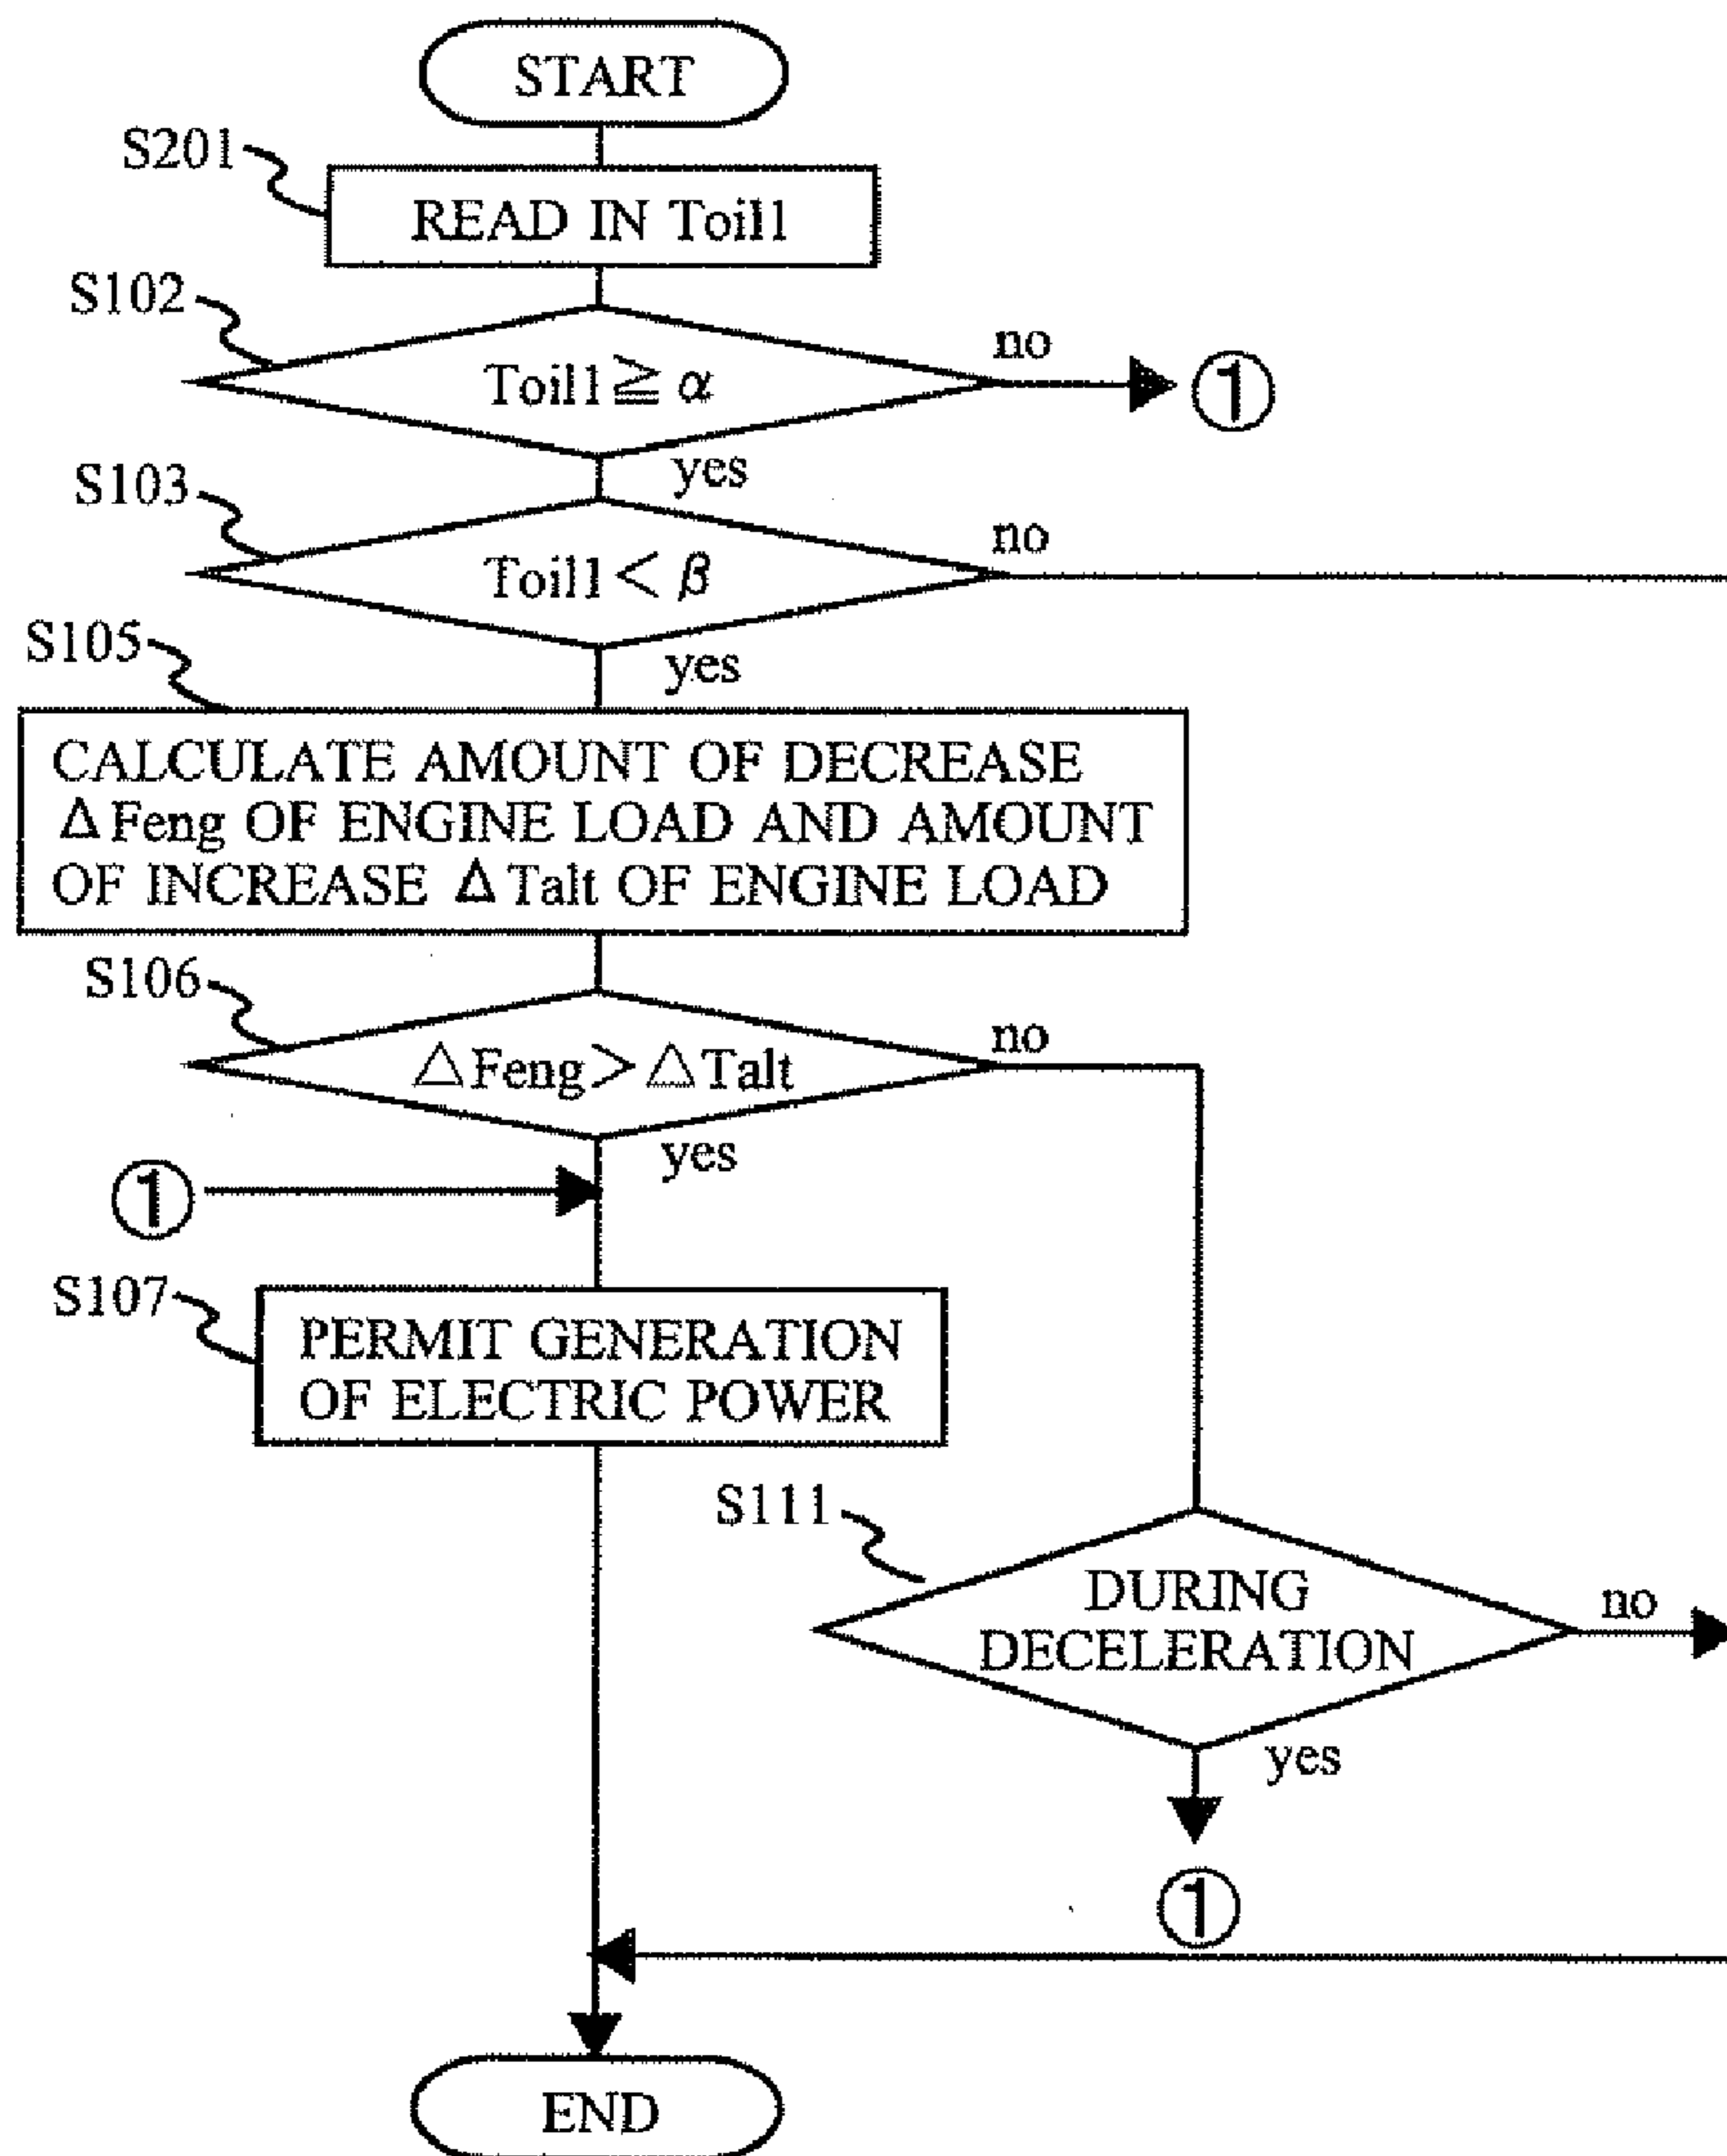 START
S201
READ IN Toil1
S102
Toil1≧α
no
①
yes
S103
Toil1<β
no
yes
S105
CALCULATE AMOUNT OF DECREASE
ΔFeng OF ENGINE LOAD AND AMOUNT
OF INCREASE ΔTalt OF ENGINE LOAD
S106
△Feng>△Talt
no
yes
①
S107
PERMIT GENERATION
OF ELECTRIC POWER
S111
DURING
DECELERATION
no
yes
①
END